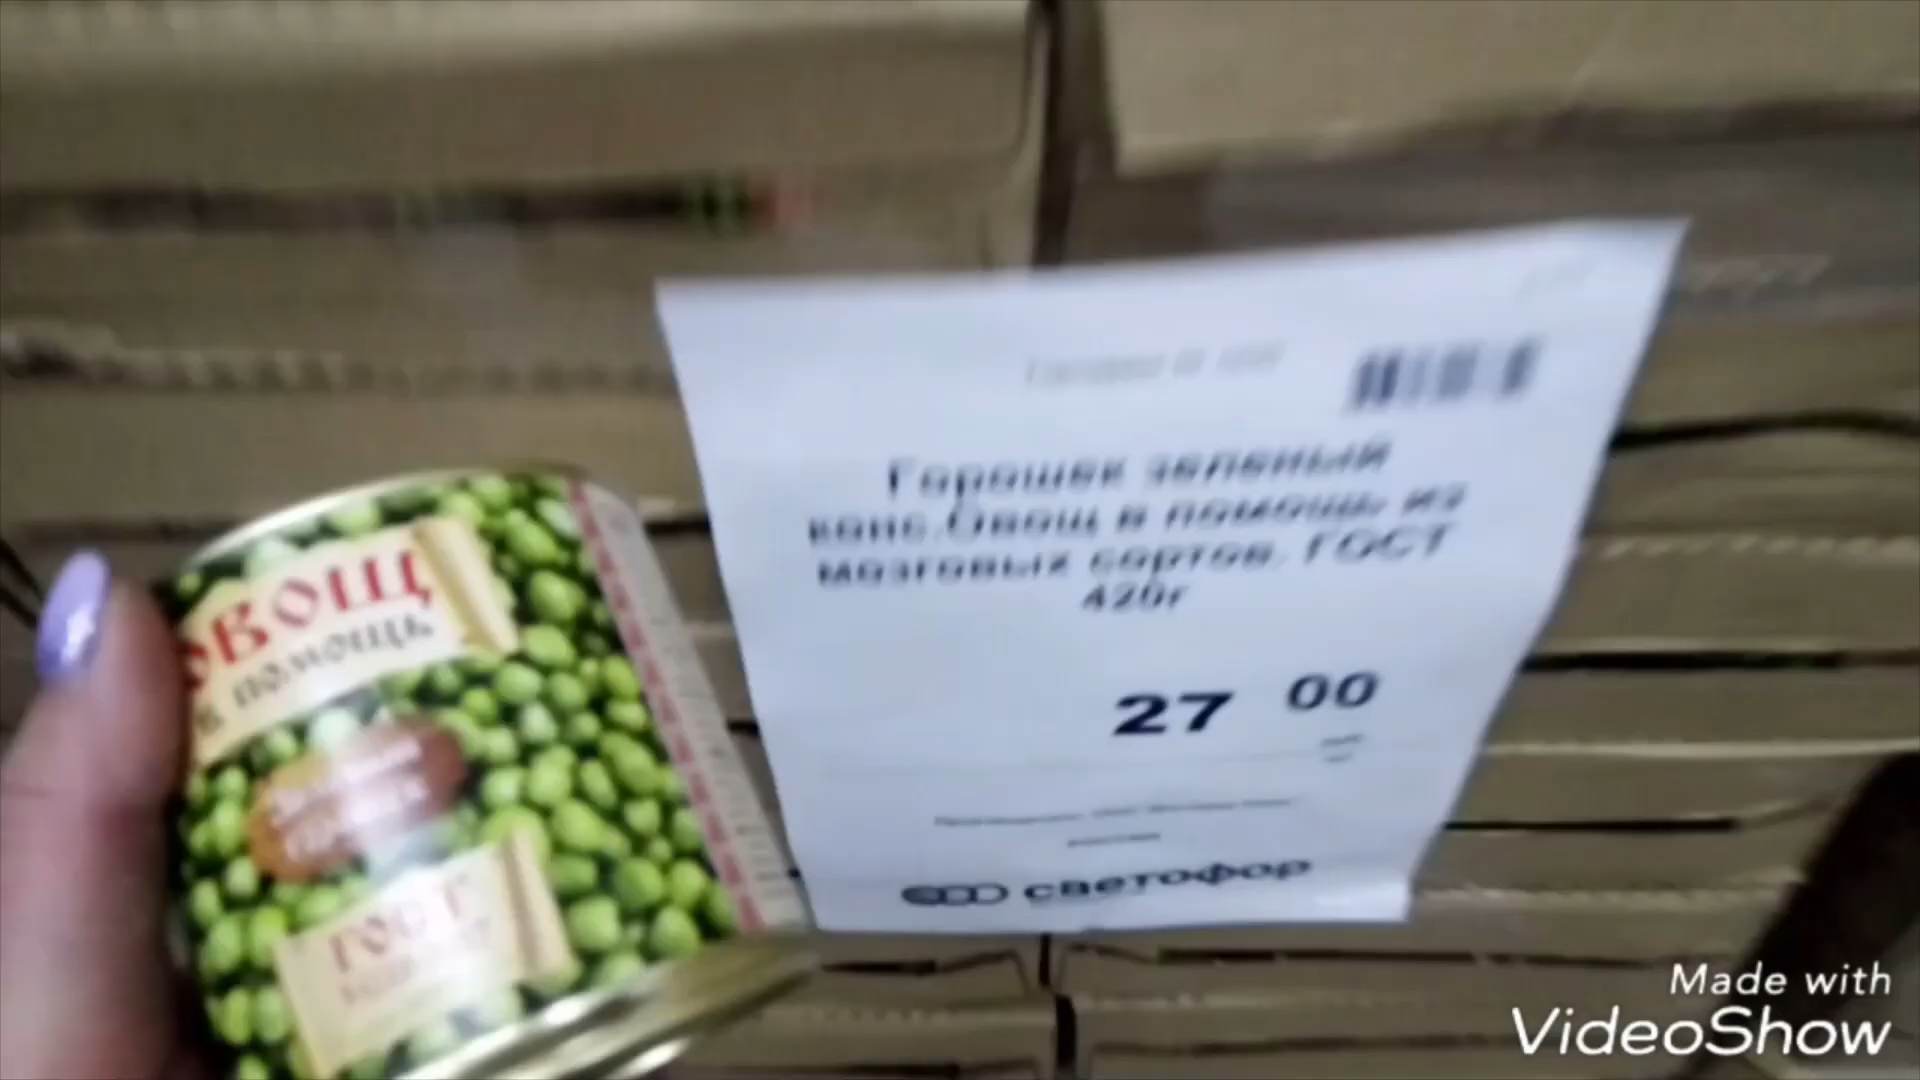 ОВОЩ
в помощь
ГОСТ
Горошек зеленый
конс.Овощ в помощь из
мозговых сортов. ГОСТ
420г
27 00
светофор
Made with
VideoShow